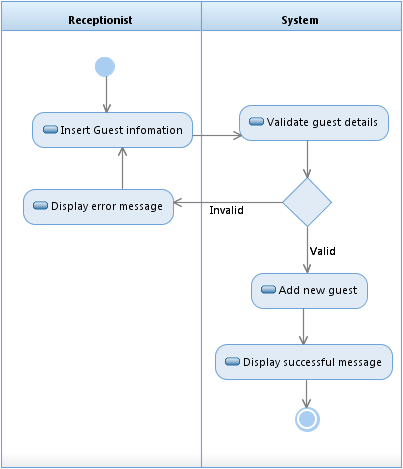 Receptionist
System
Insert Guest infomation
Validate guest details
Display error message
Invalid
Valid
Add new guest
Display successful message